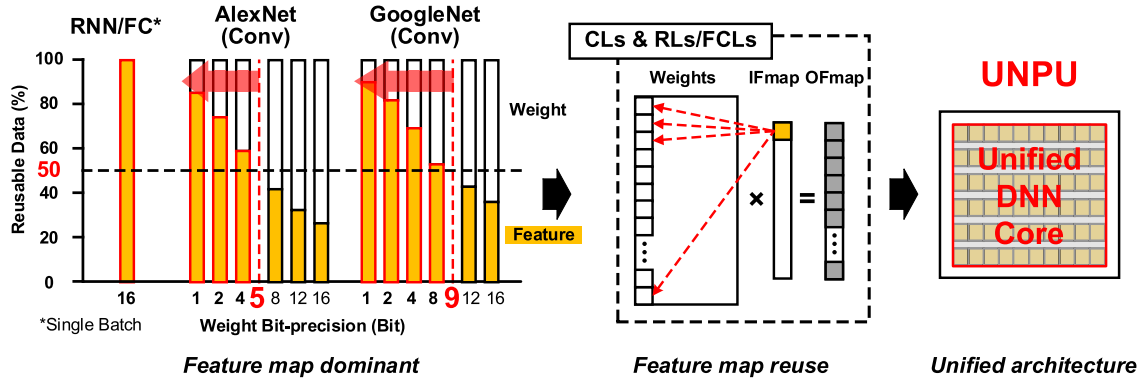 RNN/FC*
AlexNet
(Conv)
GoogleNet
(Conv)
Reusable Data (%)
100
80
60
50
40
20
0
Weight
Feature
16
1 2 4 5 8 12 16
1 2 4 8 9 12 16
*Single Batch
Weight Bit-precision (Bit)
Feature map dominant
CLs & RLs/FCLs
Weights
IFmap
OFmap
× =
Feature map reuse
UNPU
Unified
DNN
Core
Unified architecture